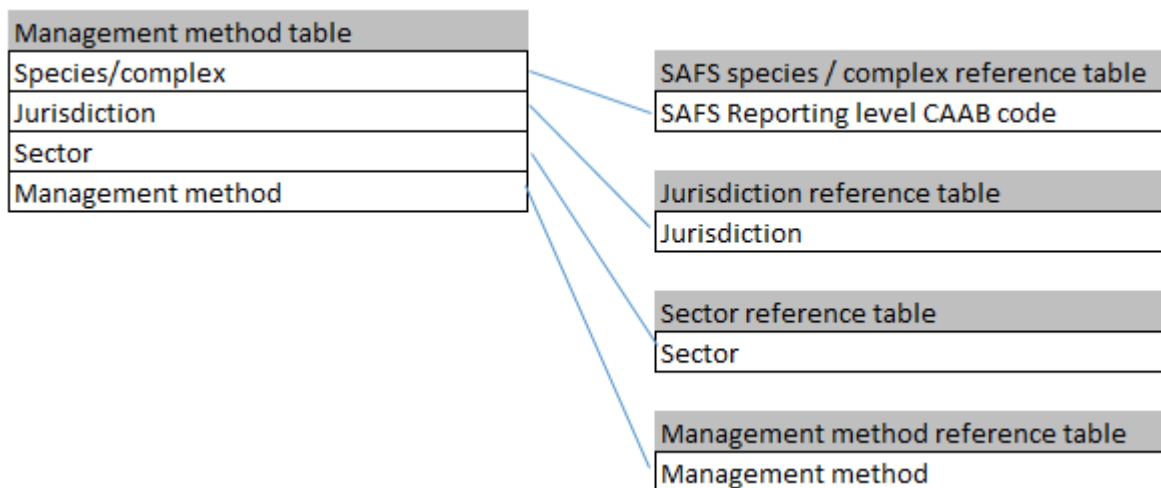 Management method table
Species/complex
Jurisdiction
Sector
Management method
SAFS species / complex reference table
SAFS Reporting level CAAB code
Jurisdiction reference table
Jurisdiction
Sector reference table
Sector
Management method reference table
Management method